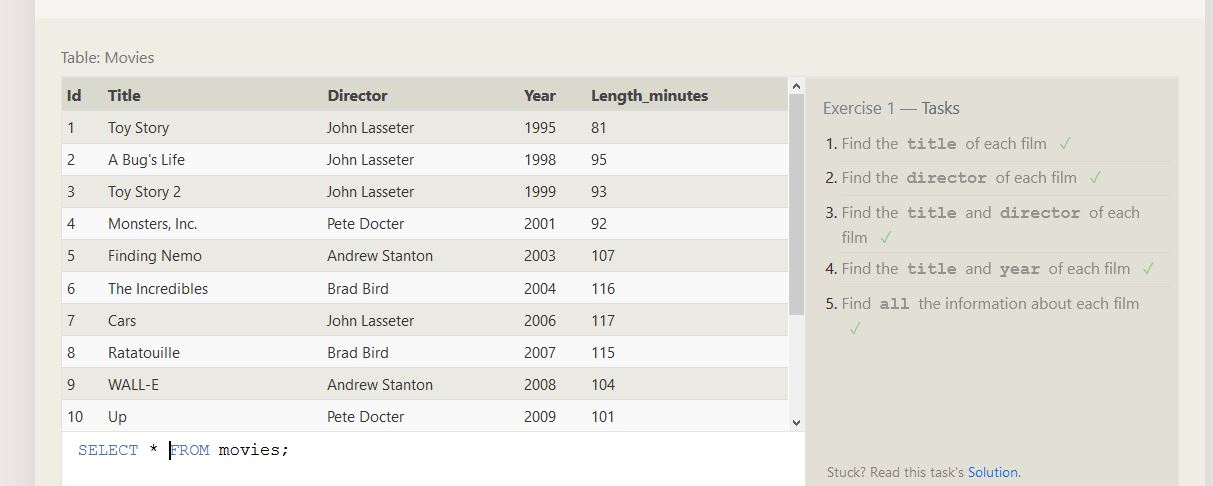 Table: Movies
Id Title Director Year Length_minutes
1 Toy Story John Lasseter 1995 81
2 A Bug's Life John Lasseter 1998 95
3 Toy Story 2 John Lasseter 1999 93
4 Monsters, Inc. Pete Docter 2001 92
5 Finding Nemo Andrew Stanton 2003 107
6 The Incredibles Brad Bird 2004 116
7 Cars John Lasseter 2006 117
8 Ratatouille Brad Bird 2007 115
9 WALL-E Andrew Stanton 2008 104
10 Up Pete Docter 2009 101
SELECT * FROM movies;
Exercise 1 — Tasks
1. Find the title of each film ✓
2. Find the director of each film ✓
3. Find the title and director of each
film ✓
4. Find the title and year of each film ✓
5. Find all the information about each film
✓
Stuck? Read this task's Solution.